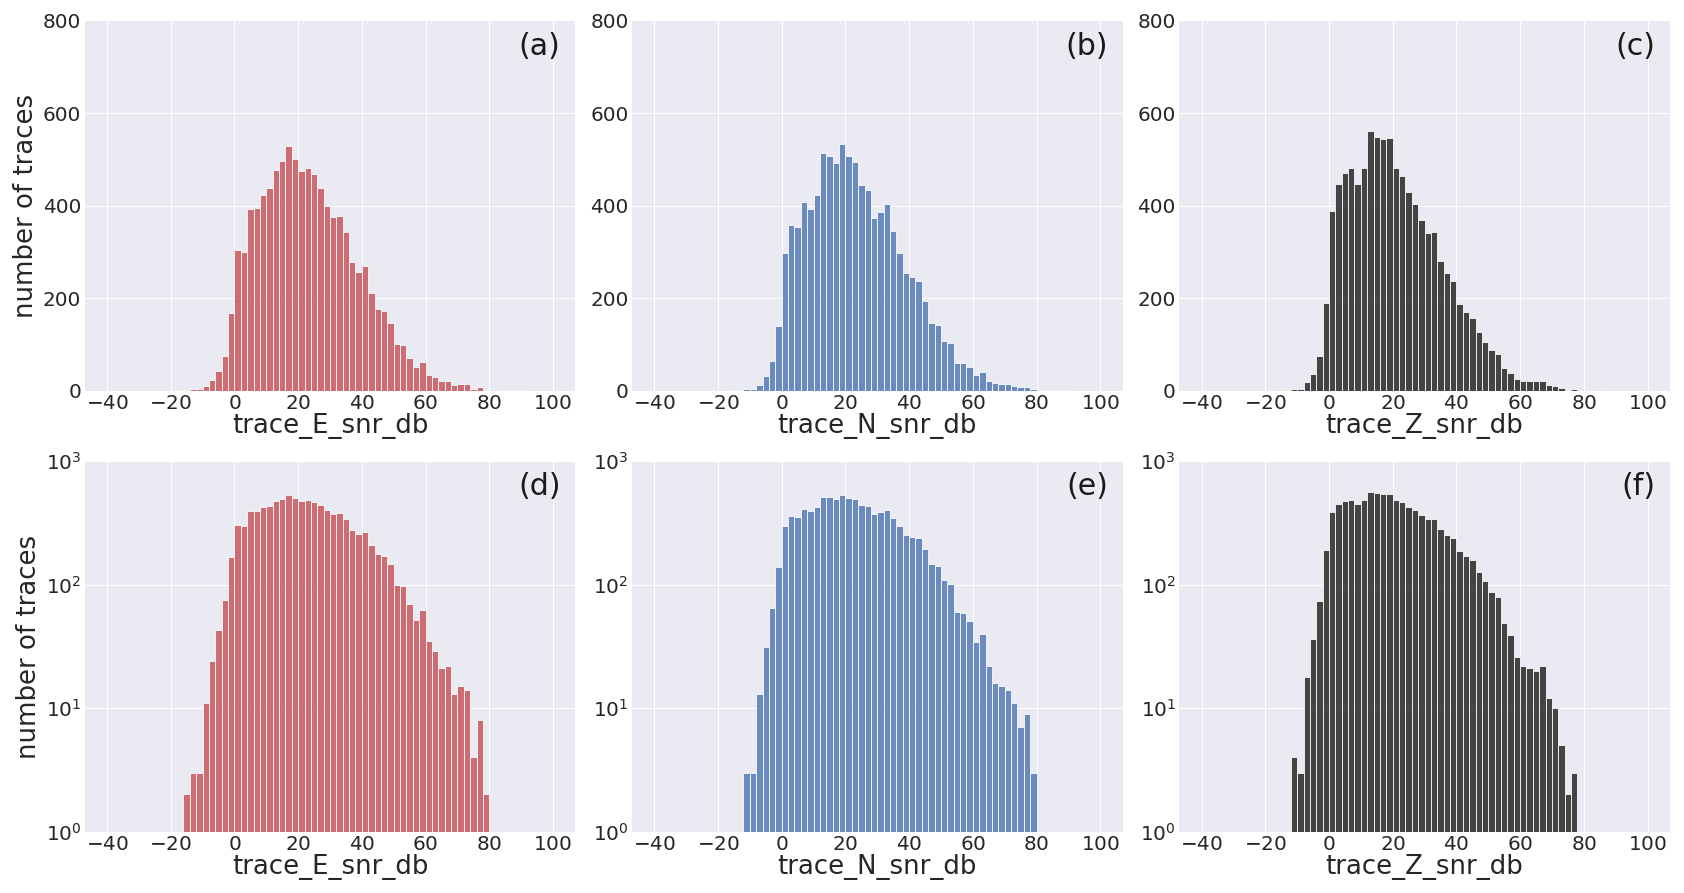 800 (a) 800 (b) 800 (c)
600 600 600
400 400 400
200 200 200
0 0 0
number of traces
−40 −20 0 20 40 60 80 100 −40 −20 0 20 40 60 80 100 −40 −20 0 20 40 60 80 100
trace_E_snr_db trace_N_snr_db trace_Z_snr_db
10³ (d) 10³ (e) 10³ (f)
10² 10² 10²
10¹ 10¹ 10¹
10⁰ 10⁰ 10⁰
number of traces
−40 −20 0 20 40 60 80 100 −40 −20 0 20 40 60 80 100 −40 −20 0 20 40 60 80 100
trace_E_snr_db trace_N_snr_db trace_Z_snr_db